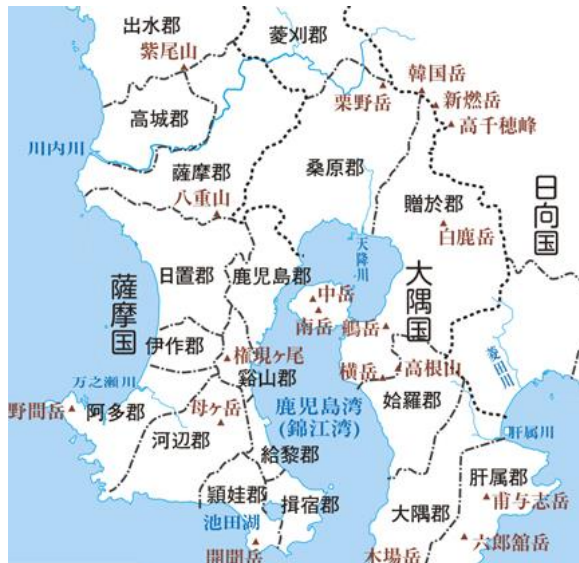 出水郡
紫尾山
菱刈郡
栗野岳
韓国岳
新燃岳
高千穂峰
高城郡
川内川
薩摩郡
八重山
桑原郡
贈於郡
白鹿岳
日向国
天降川
日置郡
鹿児島郡
薩摩国
大隅国
中岳
南岳
鵰岳
伊作郡
権現ヶ尾
横岳
高根山
菱田川
万之瀬川
谿山郡
野間岳
阿多郡
母ヶ岳
鹿児島湾
(錦江湾)
姶羅郡
河辺郡
給黎郡
肝属川
頴娃郡
揖宿郡
大隅郡
肝属郡
甫与志岳
池田湖
開聞岳
木場岳
六郎舘岳